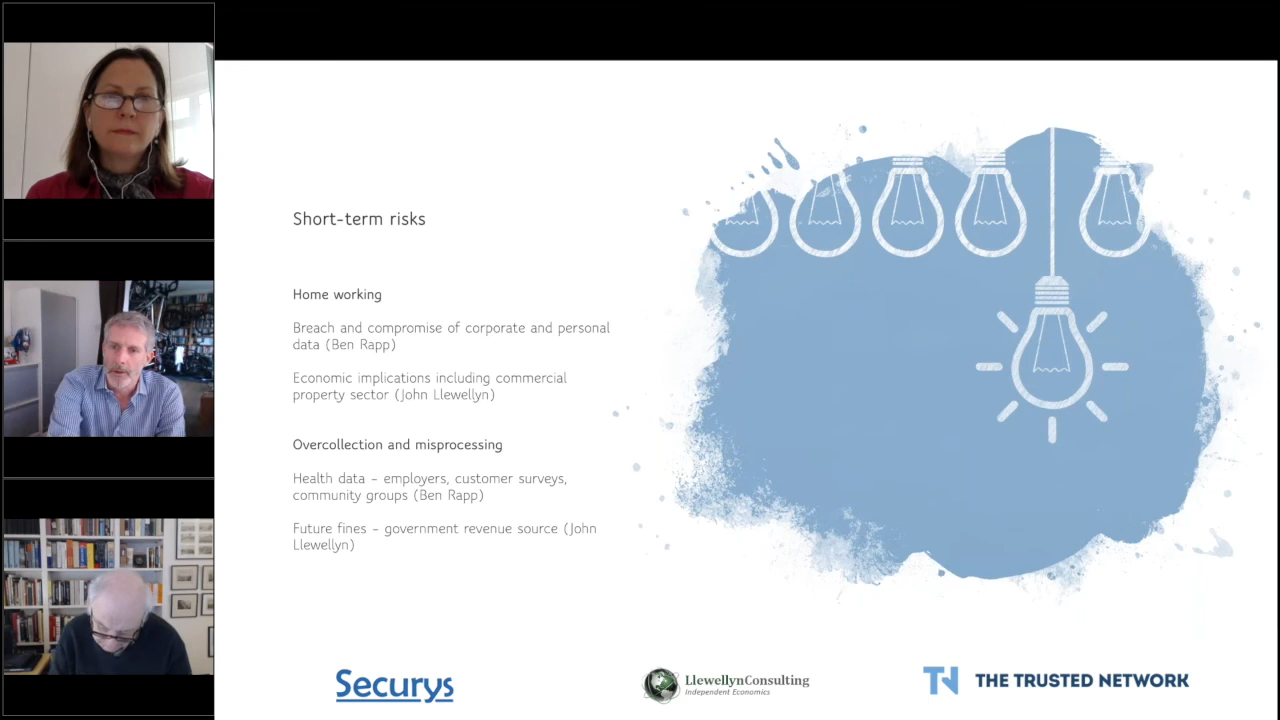 Short-term risks
Home working
Breach and compromise of corporate and personal
data (Ben Rapp)
Economic implications including commercial
property sector (John Llewellyn)
Overcollection and misprocessing
Health data – employers, customer surveys,
community groups (Ben Rapp)
Future fines – government revenue source (John
Llewellyn)
Securys
LlewellynConsulting
Independent Economics
TN THE TRUSTED NETWORK